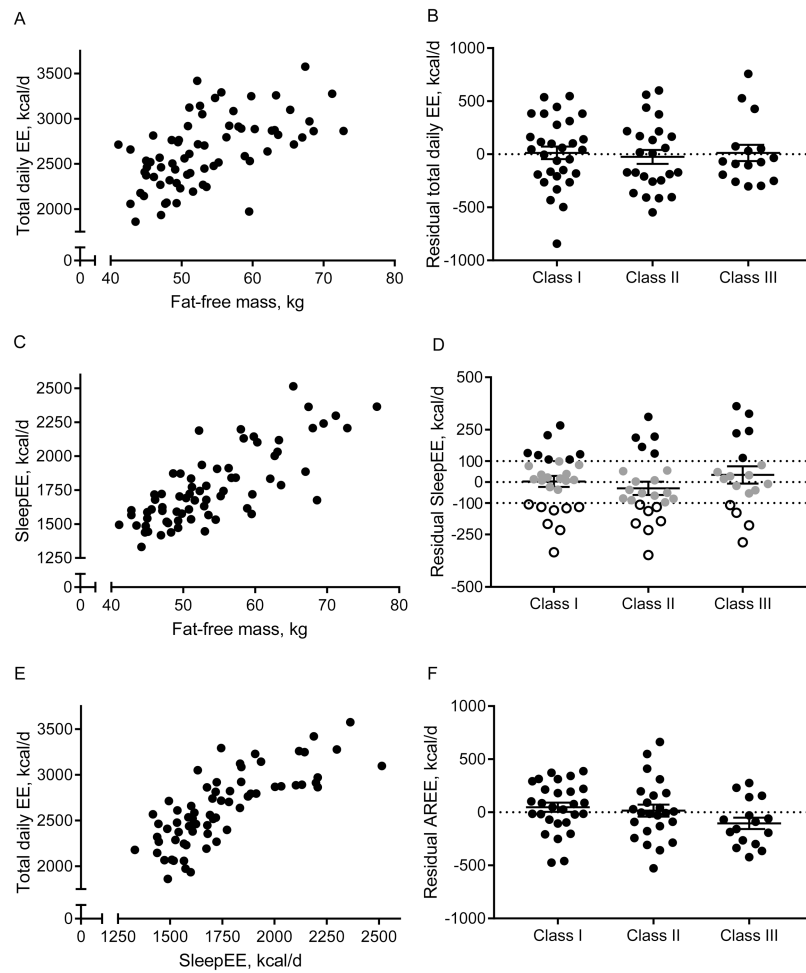 A
Total daily EE, kcal/d
3500
3000
2500
2000
0
0 40 50 60 70 80
Fat-free mass, kg
B
Residual total daily EE, kcal/d
1000
500
0
-500
-1000
Class I Class II Class III
C
SleepEE, kcal/d
2500
2250
2000
1750
1500
1250
0
0 40 50 60 70 80
Fat-free mass, kg
D
Residual SleepEE, kcal/d
500
250
100
0
-100
-250
-500
Class I Class II Class III
E
Total daily EE, kcal/d
3500
3000
2500
2000
0
0 1250 1500 1750 2000 2250 2500
SleepEE, kcal/d
F
Residual AREE, kcal/d
1000
500
0
-500
-1000
Class I Class II Class III